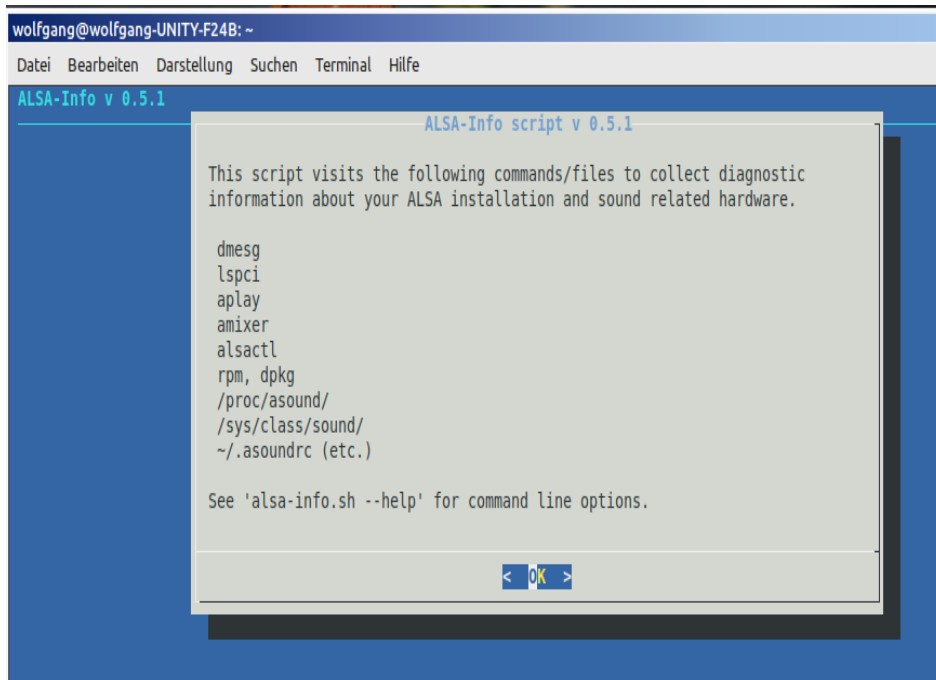 wolfgang@wolfgang-UNITY-F24B: ~
Datei Bearbeiten Darstellung Suchen Terminal Hilfe
ALSA-Info v 0.5.1
ALSA-Info script v 0.5.1
This script visits the following commands/files to collect diagnostic
information about your ALSA installation and sound related hardware.
dmesg
lspci
aplay
amixer
alsactl
rpm, dpkg
/proc/asound/
/sys/class/sound/
~/.asoundrc (etc.)
See 'alsa-info.sh --help' for command line options.
< OK >